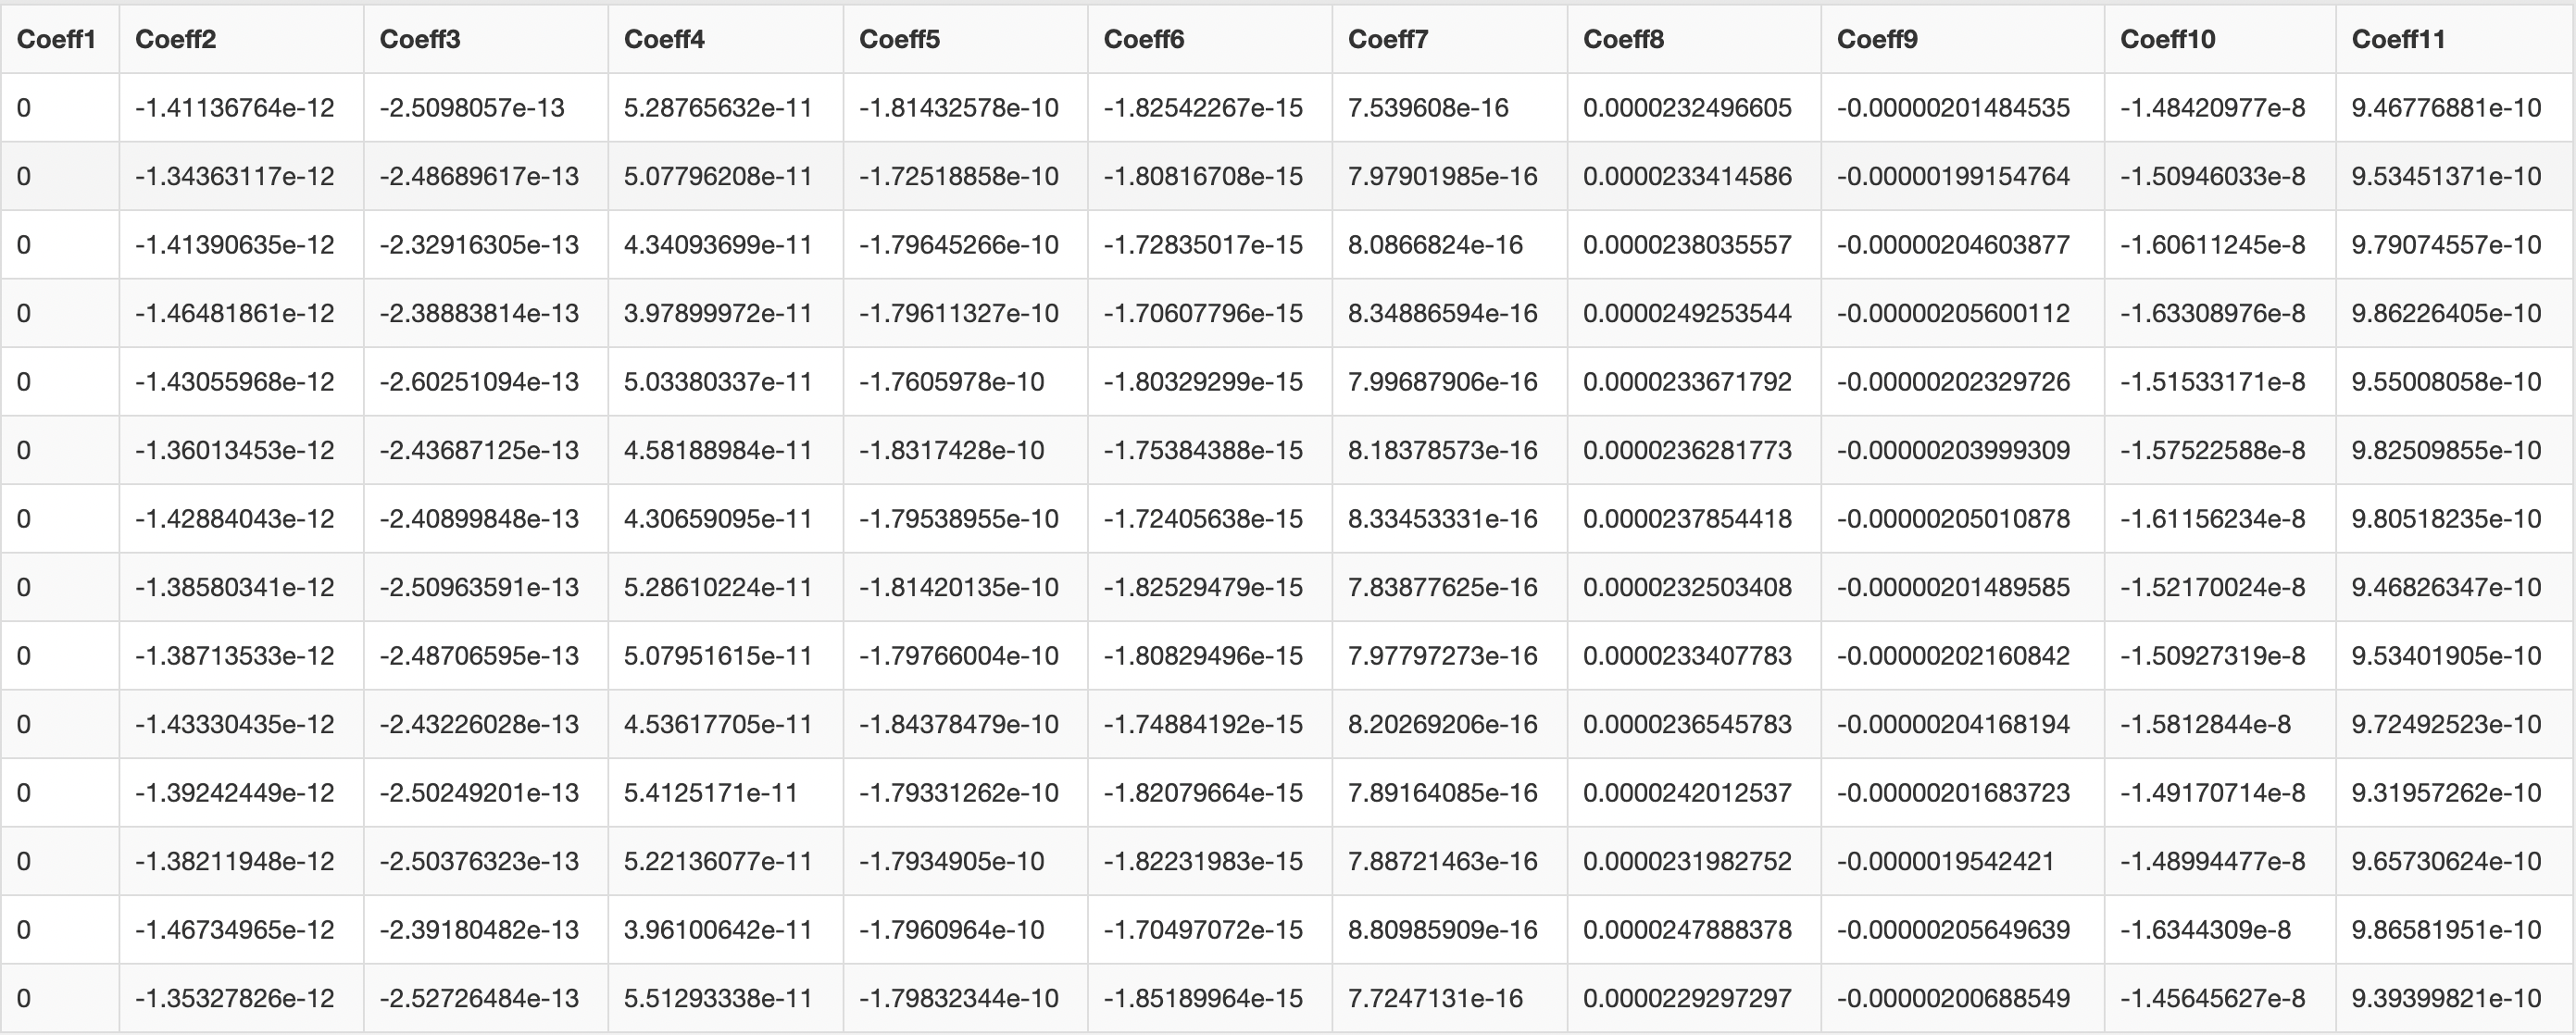 Coeff1 Coeff2 Coeff3 Coeff4 Coeff5 Coeff6 Coeff7 Coeff8 Coeff9 Coeff10 Coeff11
0 -1.41136764e-12 -2.5098057e-13 5.28765632e-11 -1.81432578e-10 -1.82542267e-15 7.539608e-16 0.0000232496605 -0.00000201484535 -1.48420977e-8 9.46776881e-10
0 -1.34363117e-12 -2.48689617e-13 5.07796208e-11 -1.72518858e-10 -1.80816708e-15 7.97901985e-16 0.0000233414586 -0.00000199154764 -1.50946033e-8 9.53451371e-10
0 -1.41390635e-12 -2.32916305e-13 4.34093699e-11 -1.79645266e-10 -1.72835017e-15 8.0866824e-16 0.0000238035557 -0.00000204603877 -1.60611245e-8 9.79074557e-10
0 -1.46481861e-12 -2.38883814e-13 3.97899972e-11 -1.79611327e-10 -1.70607796e-15 8.34886594e-16 0.0000249253544 -0.00000205600112 -1.63308976e-8 9.86226405e-10
0 -1.43055968e-12 -2.60251094e-13 5.03380337e-11 -1.7605978e-10 -1.80329299e-15 7.99687906e-16 0.0000233671792 -0.00000202329726 -1.51533171e-8 9.55008058e-10
0 -1.36013453e-12 -2.43687125e-13 4.58188984e-11 -1.8317428e-10 -1.75384388e-15 8.18378573e-16 0.0000236281773 -0.00000203999309 -1.57522588e-8 9.82509855e-10
0 -1.42884043e-12 -2.40899848e-13 4.30659095e-11 -1.79538955e-10 -1.72405638e-15 8.33453331e-16 0.0000237854418 -0.00000205010878 -1.61156234e-8 9.80518235e-10
0 -1.38580341e-12 -2.50963591e-13 5.28610224e-11 -1.81420135e-10 -1.82529479e-15 7.83877625e-16 0.0000232503408 -0.00000201489585 -1.52170024e-8 9.46826347e-10
0 -1.38713533e-12 -2.48706595e-13 5.07951615e-11 -1.79766004e-10 -1.80829496e-15 7.97797273e-16 0.0000233407783 -0.00000202160842 -1.50927319e-8 9.53401905e-10
0 -1.43330435e-12 -2.43226028e-13 4.53617705e-11 -1.84378479e-10 -1.74884192e-15 8.20269206e-16 0.0000236545783 -0.00000204168194 -1.5812844e-8 9.72492523e-10
0 -1.39242449e-12 -2.50249201e-13 5.4125171e-11 -1.79331262e-10 -1.82079664e-15 7.89164085e-16 0.0000242012537 -0.00000201683723 -1.49170714e-8 9.31957262e-10
0 -1.38211948e-12 -2.50376323e-13 5.22136077e-11 -1.7934905e-10 -1.82231983e-15 7.88721463e-16 0.0000231982752 -0.0000019542421 -1.48994477e-8 9.65730624e-10
0 -1.46734965e-12 -2.39180482e-13 3.96100642e-11 -1.7960964e-10 -1.70497072e-15 8.80985909e-16 0.0000247888378 -0.00000205649639 -1.6344309e-8 9.86581951e-10
0 -1.35327826e-12 -2.52726484e-13 5.51293338e-11 -1.79832344e-10 -1.85189964e-15 7.7247131e-16 0.0000229297297 -0.00000200688549 -1.45645627e-8 9.39399821e-10